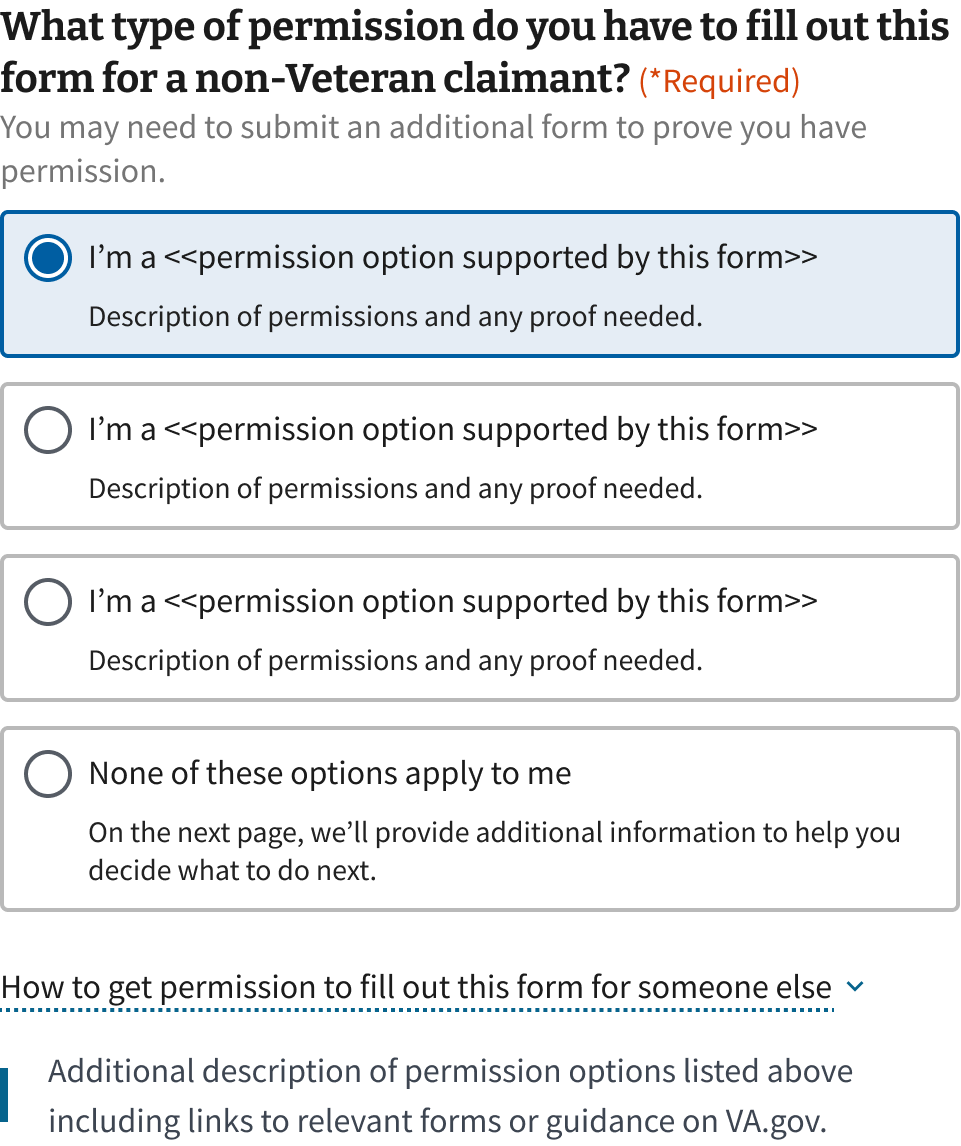 What type of permission do you have to fill out this
form for a non-Veteran claimant? (*Required)
You may need to submit an additional form to prove you have
permission.
I’m a <<permission option supported by this form>>
Description of permissions and any proof needed.
I’m a <<permission option supported by this form>>
Description of permissions and any proof needed.
I’m a <<permission option supported by this form>>
Description of permissions and any proof needed.
None of these options apply to me
On the next page, we’ll provide additional information to help you
decide what to do next.
How to get permission to fill out this form for someone else
Additional description of permission options listed above
including links to relevant forms or guidance on VA.gov.